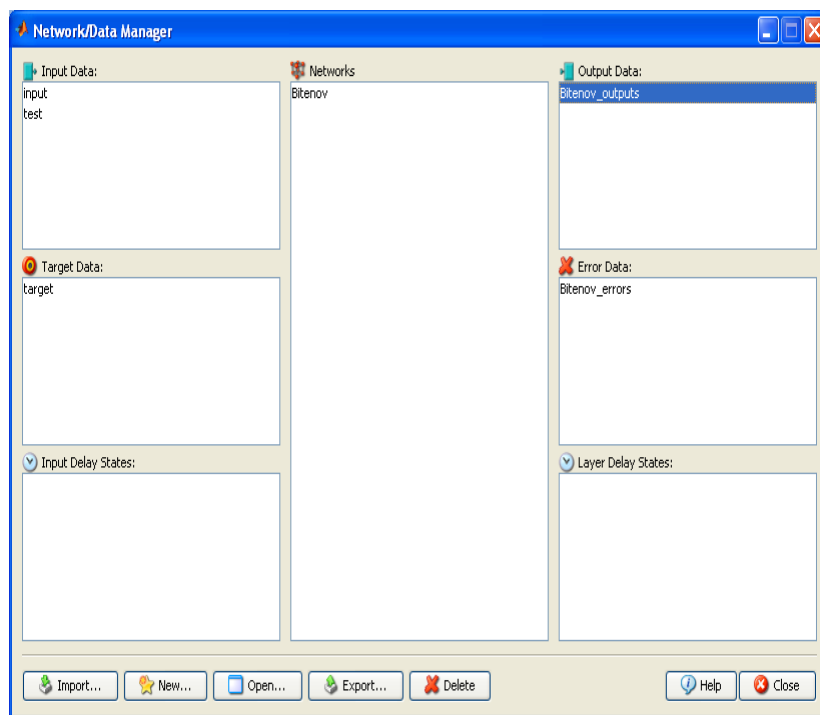 Network/Data Manager
Input Data:
input
test
Networks
Bitenov
Output Data:
Bitenov_outputs
Target Data:
target
Error Data:
Bitenov_errors
Input Delay States:
Layer Delay States:
Import...
New...
Open...
Export...
Delete
Help
Close